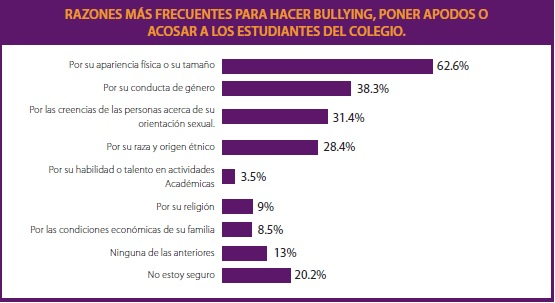 RAZONES MÁS FRECUENTES PARA HACER BULLYING, PONER APODOS O
ACOSAR A LOS ESTUDIANTES DEL COLEGIO.
Por su apariencia física o su tamaño 62.6%
Por su conducta de género 38.3%
Por las creencias de las personas acerca de su
orientación sexual. 31.4%
Por su raza y origen étnico 28.4%
Por su habilidad o talento en actividades
Académicas 3.5%
Por su religión 9%
Por las condiciones económicas de su familia 8.5%
Ninguna de las anteriores 13%
No estoy seguro 20.2%